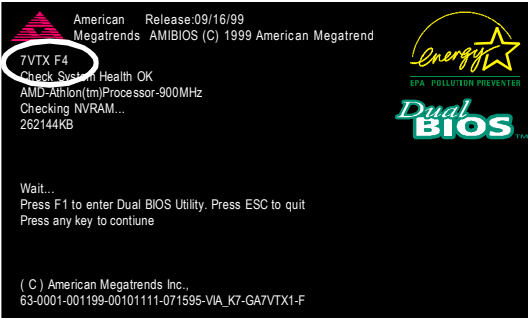 American Release:09/16/99
Megatrends AMIBIOS (C) 1999 American Megatrend
7VTX F4
Check System Health OK
AMD-Athlon(tm)Processor-900MHz
Checking NVRAM...
262144KB
energy
EPA POLLUTION PREVENTER
Dual
BIOS TM
Wait...
Press F1 to enter Dual BIOS Utility. Press ESC to quit
Press any key to contiune
( C ) American Megatrends Inc.,
63-0001-001199-00101111-071595-VIA_K7-GA7VTX1-F